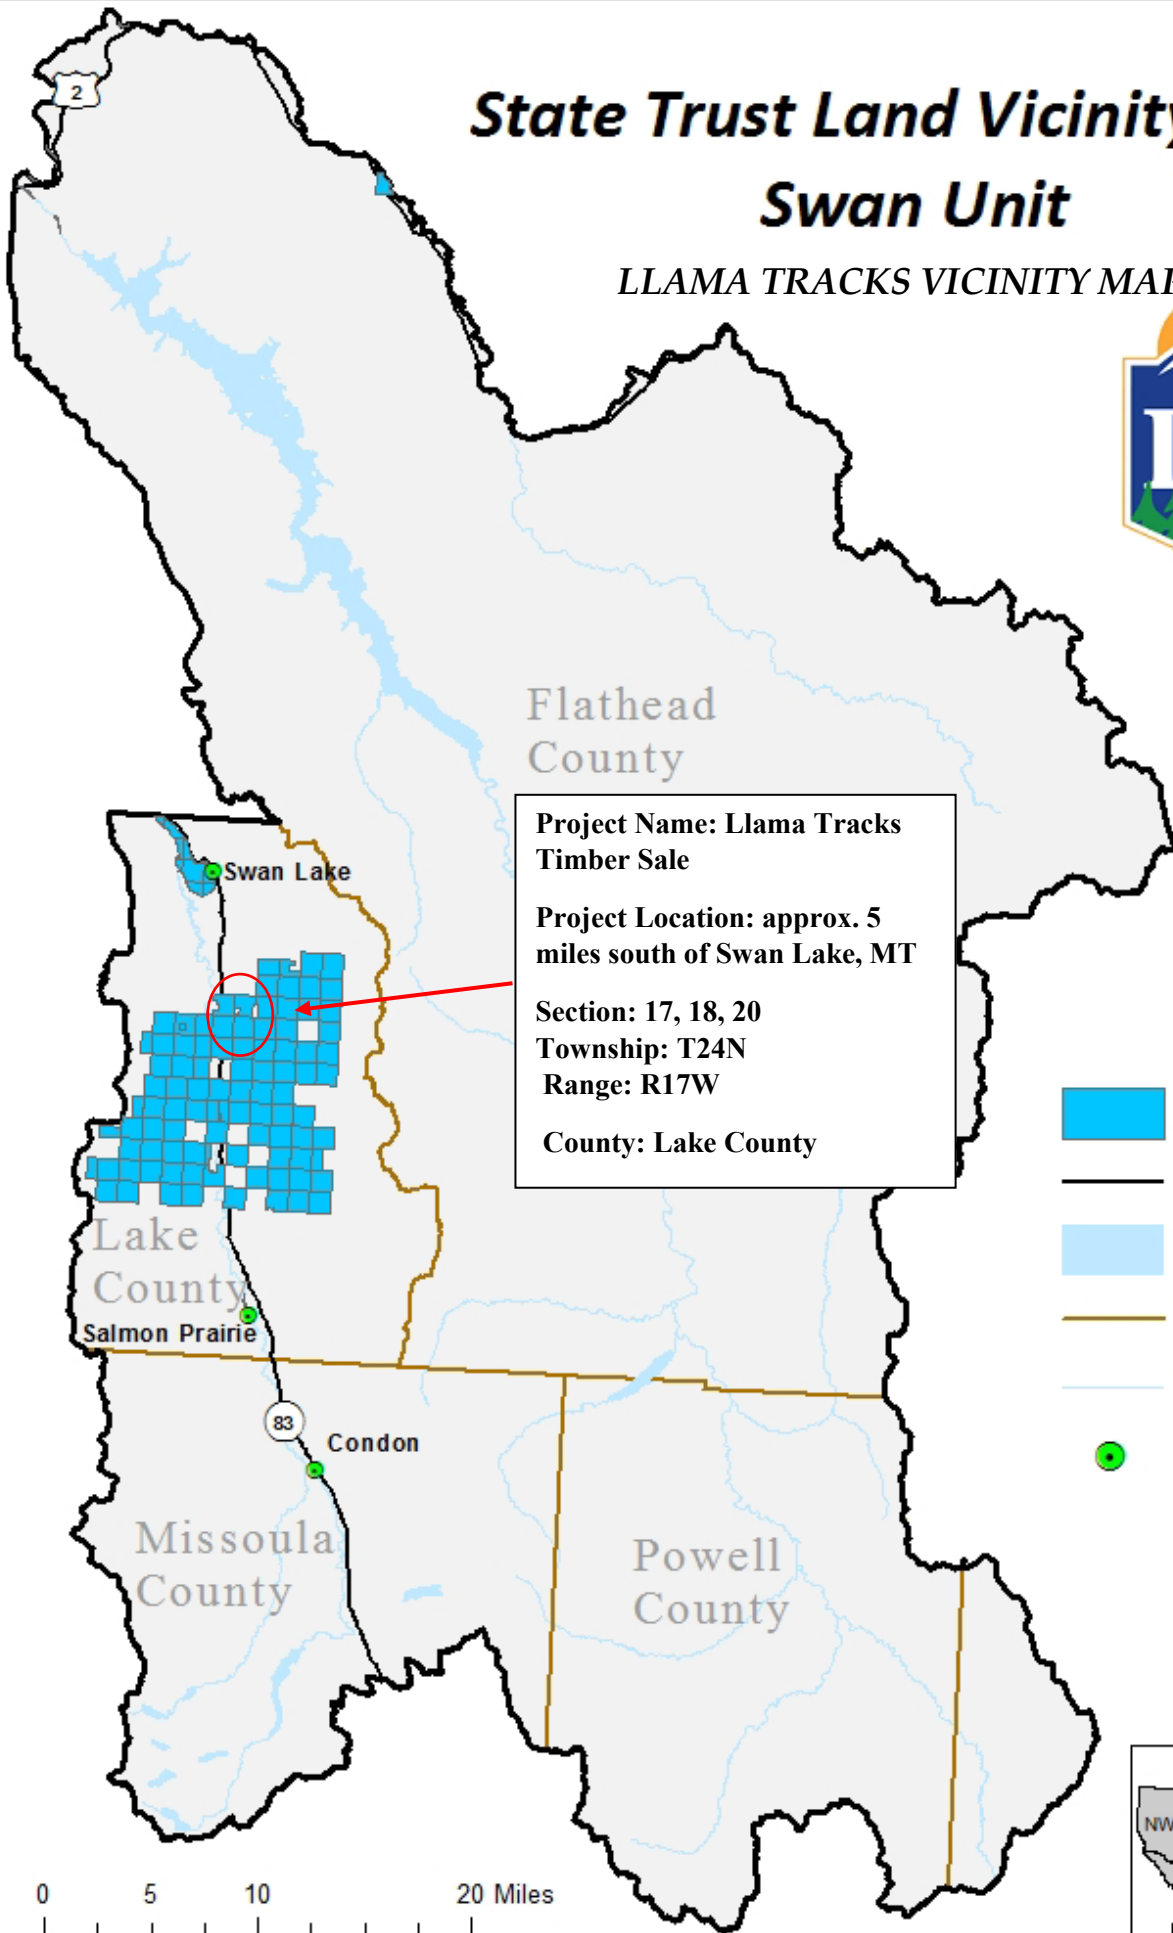 2
State Trust Land Vicinity
Swan Unit
LLAMA TRACKS VICINITY MAP
Flathead
County
Project Name: Llama Tracks
Timber Sale
Project Location: approx. 5
miles south of Swan Lake, MT
Section: 17, 18, 20
Township: T24N
Range: R17W
County: Lake County
Swan Lake
Lake
County
Salmon Prairie
83
Condon
Missoula
County
Powell
County
NW
0 5 10 20 Miles